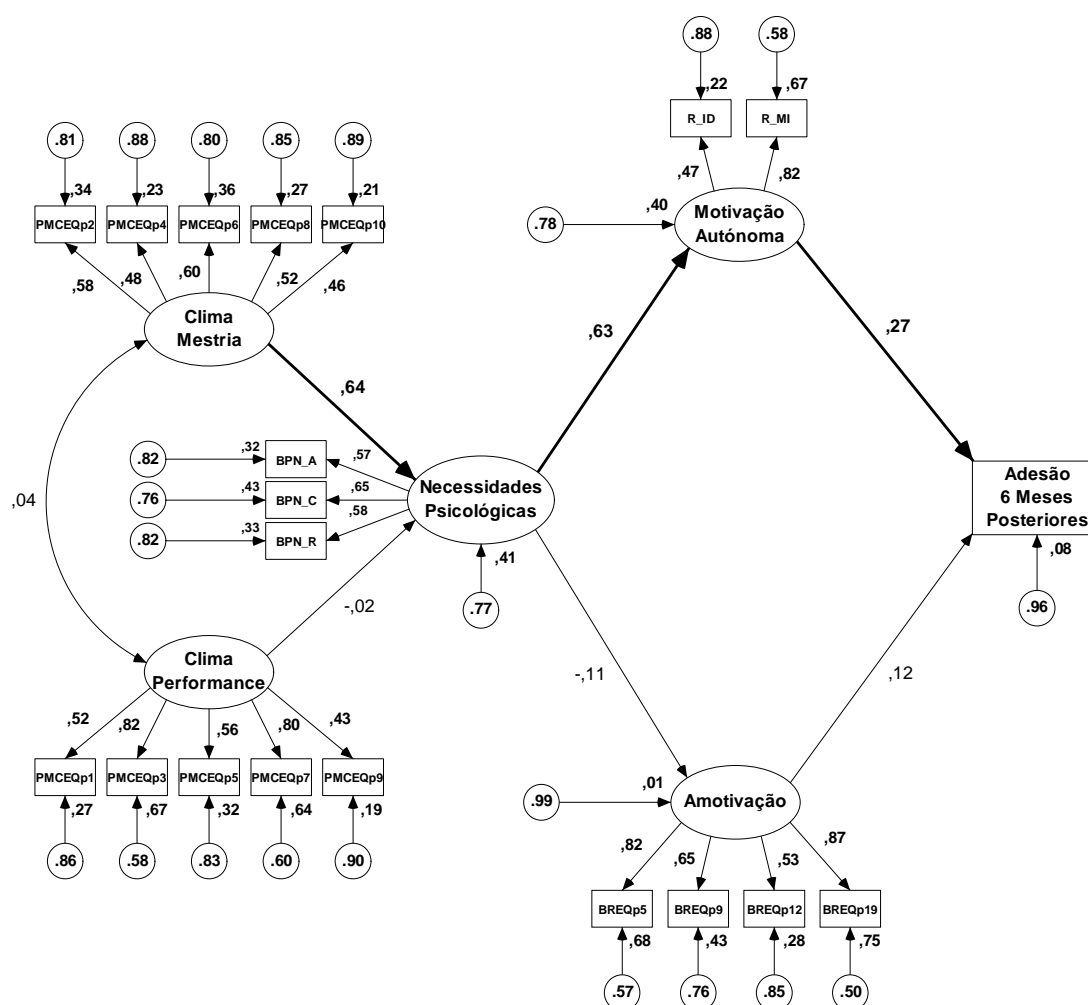 .88
.58
,22
,67
R_ID
R_MI
,47
,82
.81
.88
.80
.85
.89
,34
,23
,36
,27
,21
PMCEQp2
PMCEQp4
PMCEQp6
PMCEQp8
PMCEQp10
,58
,48
,60
,52
,46
.78
,40
Motivação
Autónoma
Clima
Mestria
,64
,63
,27
.82
,32
BPN_A
,57
.76
,43
BPN_C
,65
.82
,33
BPN_R
,58
Necessidades
Psicológicas
,41
.77
Adesão
6 Meses
Posteriores
,08
.96
,04
-,02
-,11
,12
Clima
Performance
,52
,82
,56
,80
,43
PMCEQp1
PMCEQp3
PMCEQp5
PMCEQp7
PMCEQp9
,27
,67
,32
,64
,19
.86
.58
.83
.60
.90
.99
,01
Amotivação
,82
,65
,53
,87
BREQp5
BREQp9
BREQp12
BREQp19
,68
,43
,28
,75
.57
.76
.85
.50